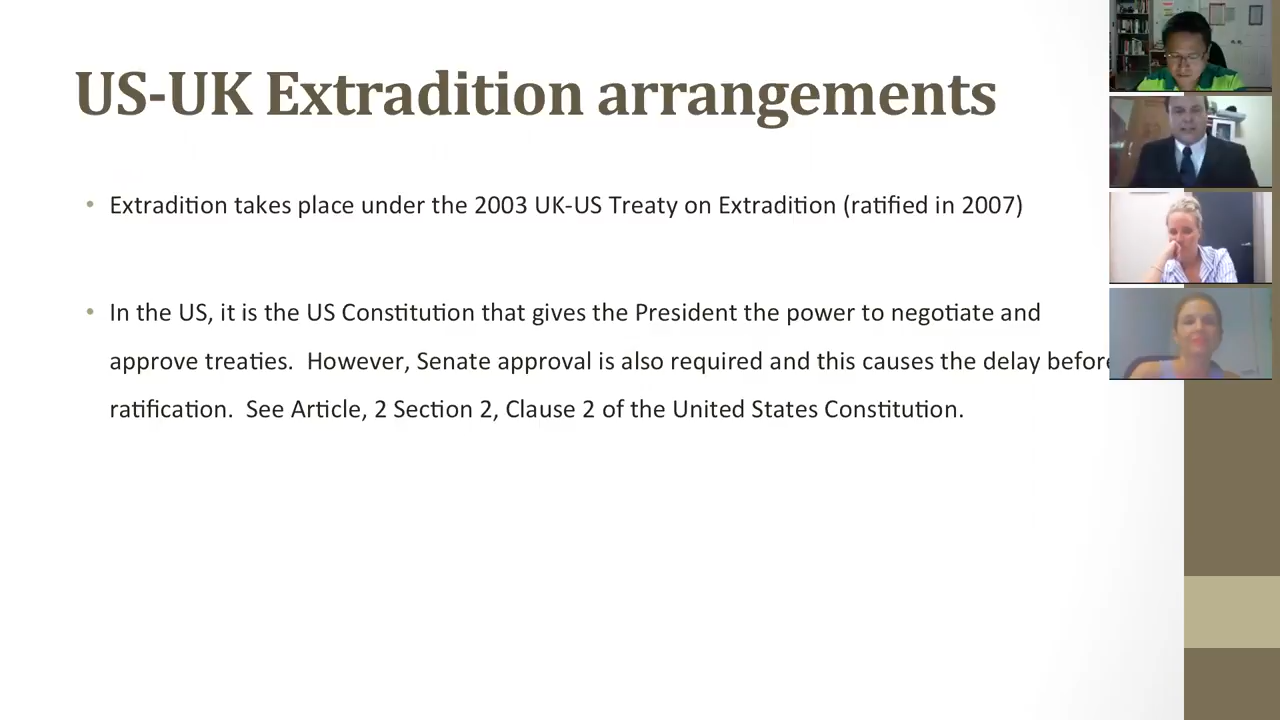 US-UK Extradition arrangements
• Extradition takes place under the 2003 UK-US Treaty on Extradition (ratified in 2007)
• In the US, it is the US Constitution that gives the President the power to negotiate and
approve treaties.  However, Senate approval is also required and this causes the delay before
ratification.  See Article, 2 Section 2, Clause 2 of the United States Constitution.